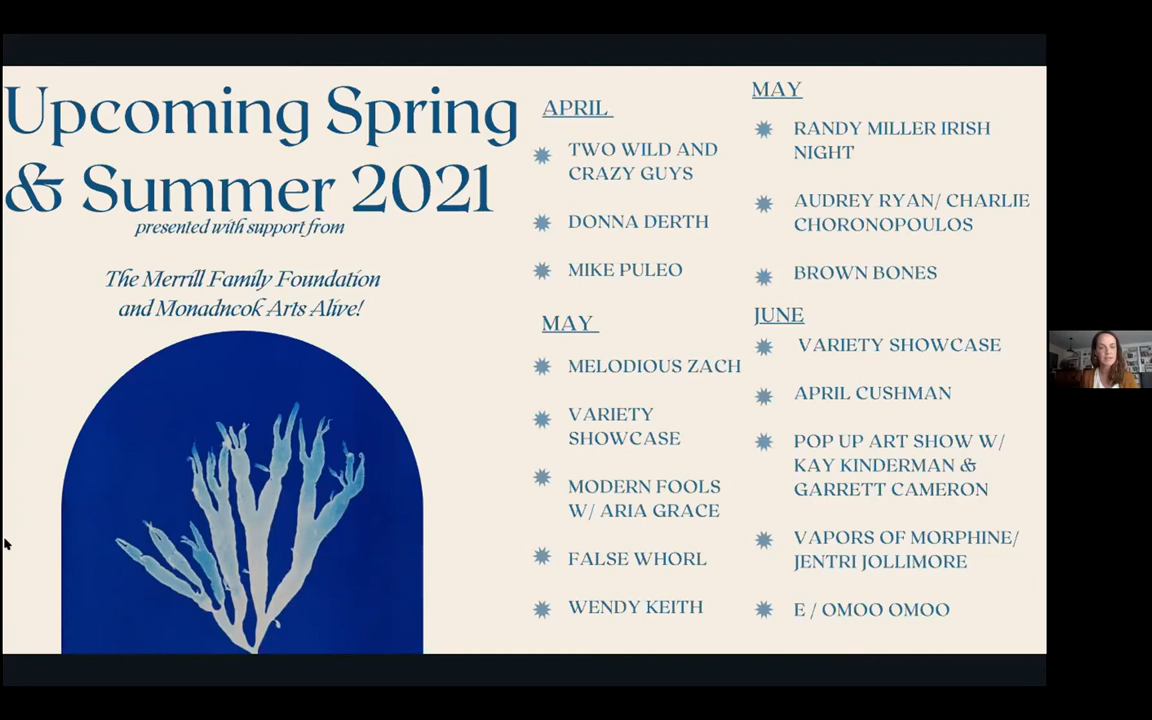 Upcoming Spring
& Summer 2021
presented with support from
The Merrill Family Foundation
and Monadncok Arts Alive!
APRIL
TWO WILD AND
CRAZY GUYS
DONNA DERTH
MIKE PULEO
MAY
MELODIOUS ZACH
VARIETY
SHOWCASE
MODERN FOOLS
W/ ARIA GRACE
FALSE WHORL
WENDY KEITH
MAY
RANDY MILLER IRISH
NIGHT
AUDREY RYAN/ CHARLIE
CHORONOPOULOS
BROWN BONES
JUNE
VARIETY SHOWCASE
APRIL CUSHMAN
POP UP ART SHOW W/
KAY KINDERMAN &
GARRETT CAMERON
VAPORS OF MORPHINE/
JENTRI JOLLIMORE
E / OMOO OMOO